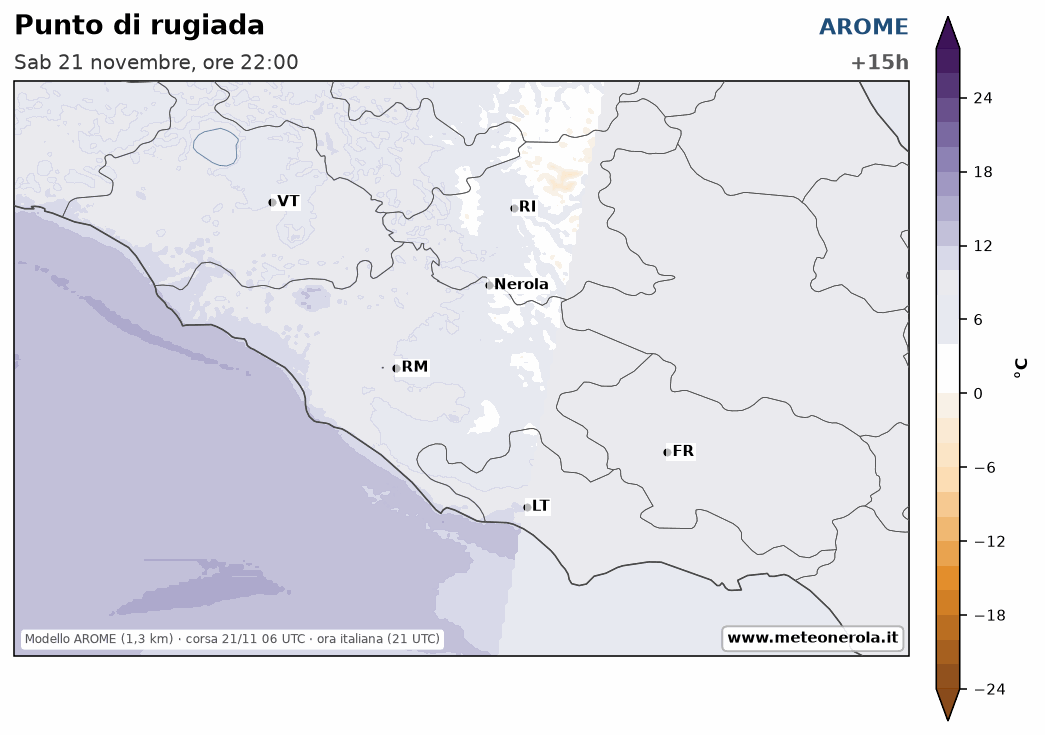 Punto di rugiada
AROME
Sab 21 novembre, ore 22:00
+15h
VT
RI
Nerola
RM
FR
LT
24
18
12
6
0
−6
−12
−18
−24
°C
Modello AROME (1,3 km) · corsa 21/11 06 UTC · ora italiana (21 UTC)
www.meteonerola.it